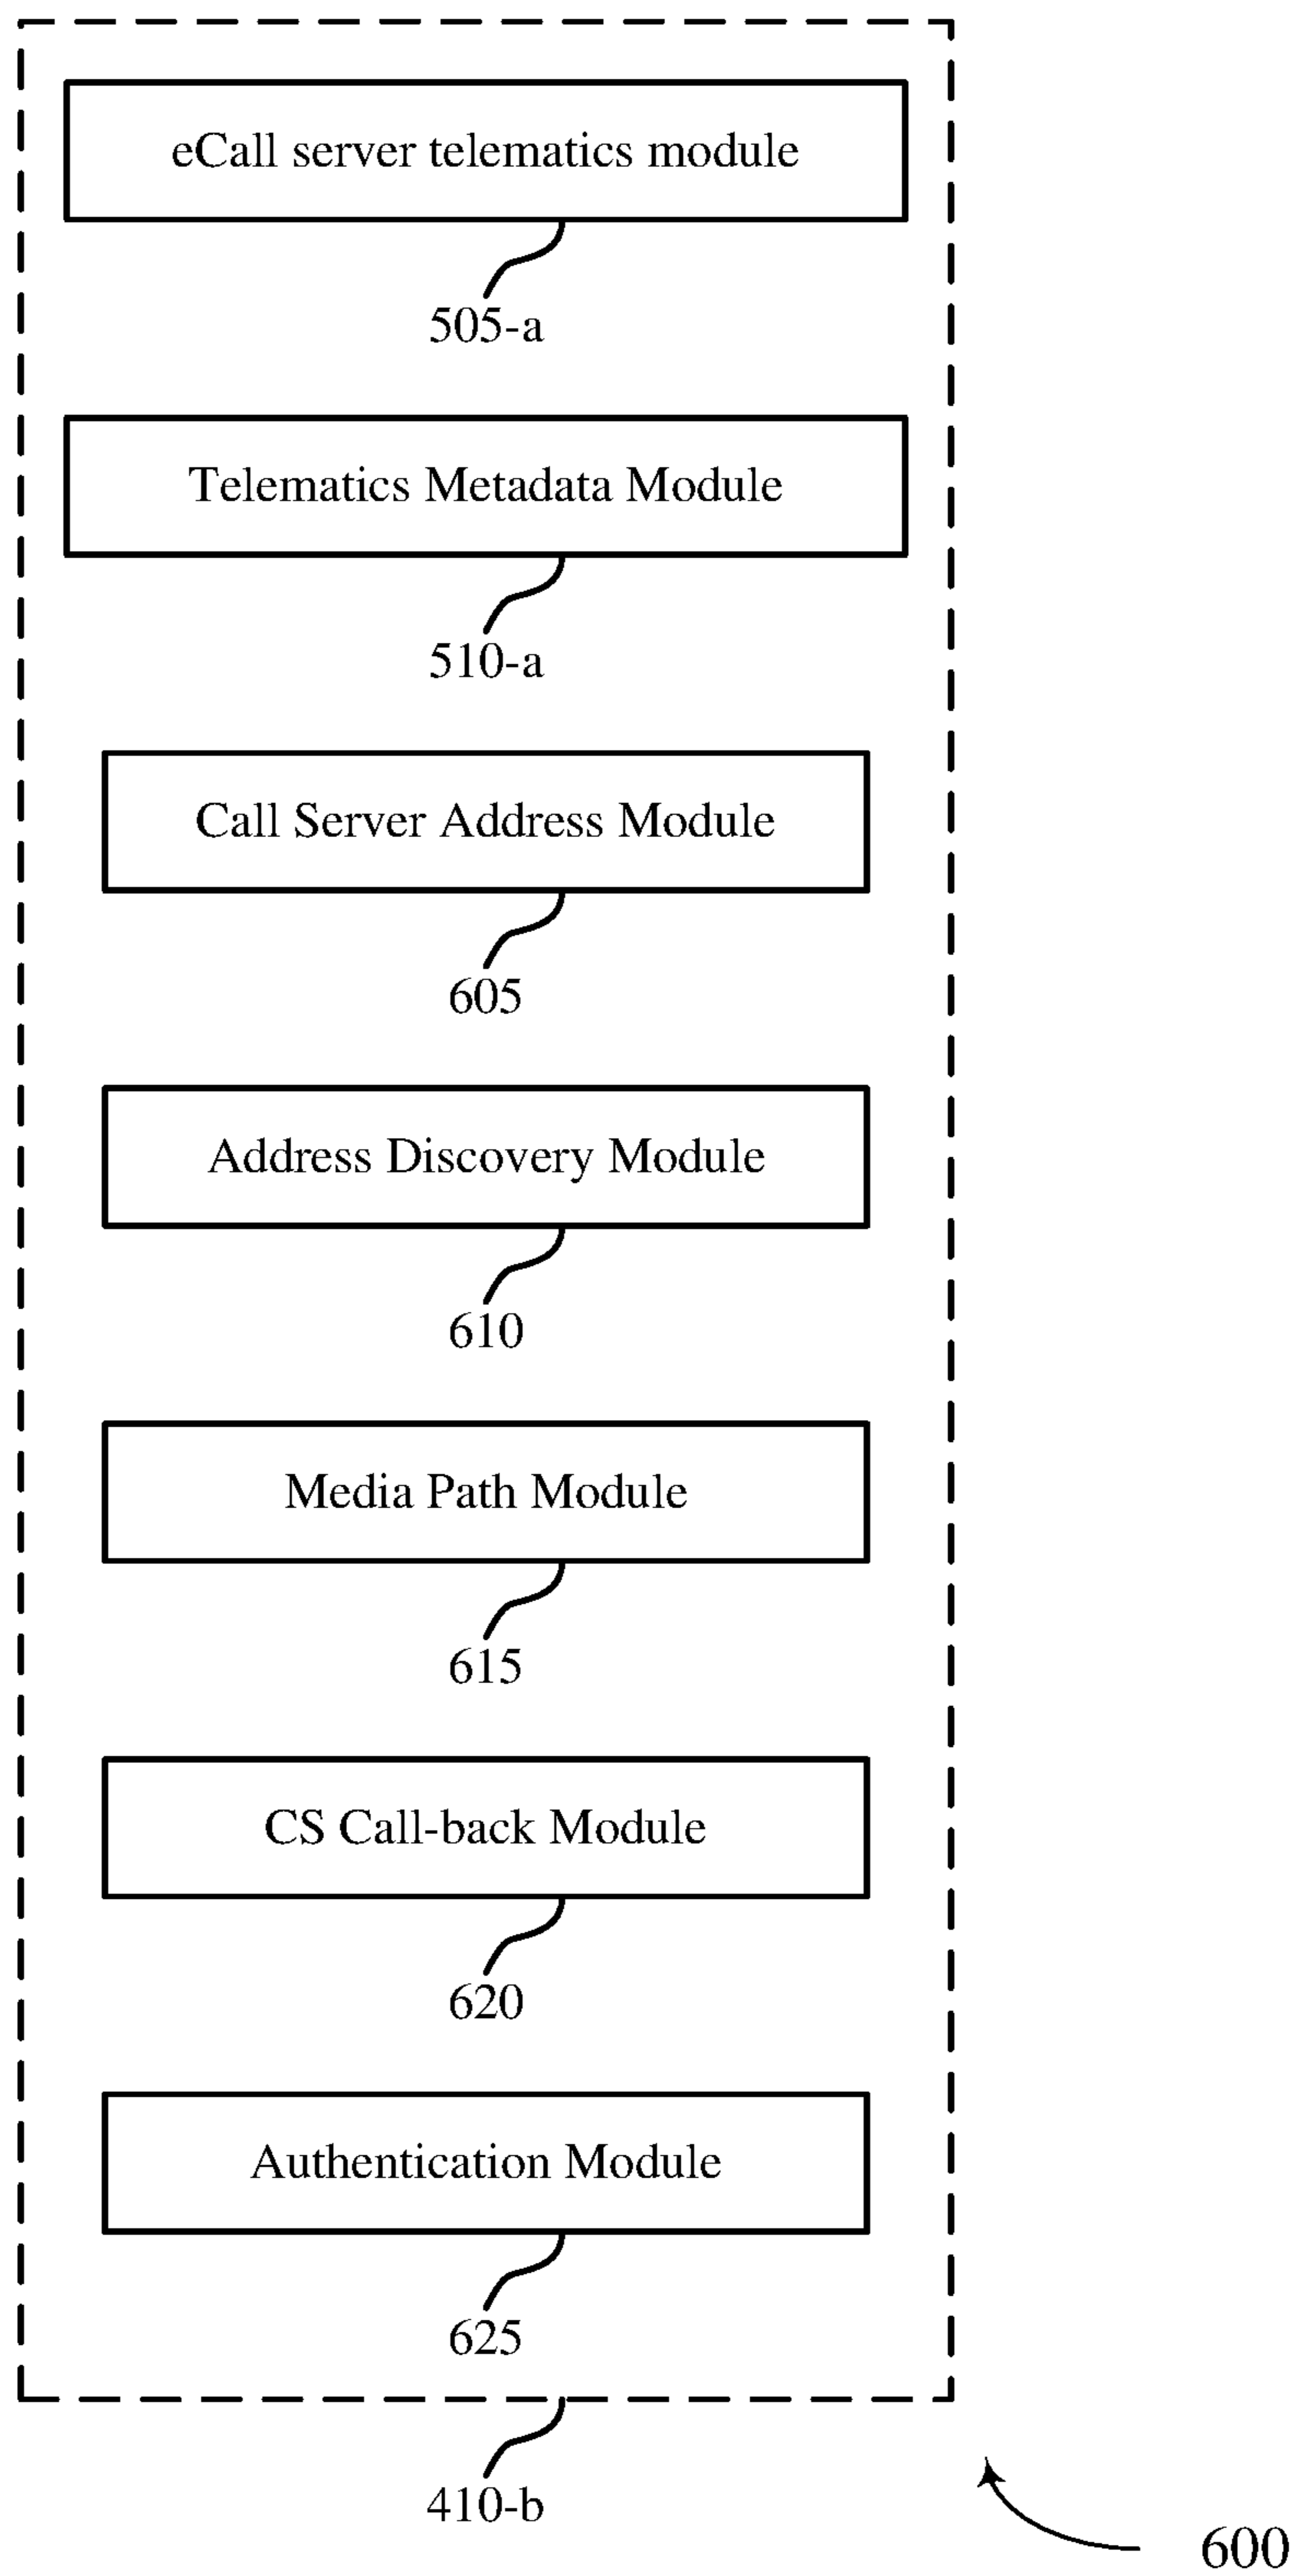 eCall server telematics module
505-a
Telematics Metadata Module
510-a
Call Server Address Module
605
Address Discovery Module
610
Media Path Module
615
CS Call-back Module
620
Authentication Module
625
410-b
600